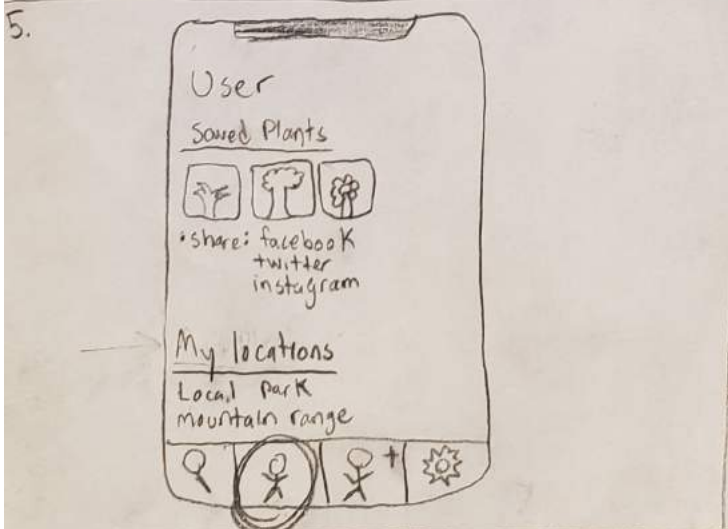 5.
User
Saved Plants
• share: facebook
twitter
instagram
My locations
Local Park
mountain range
+